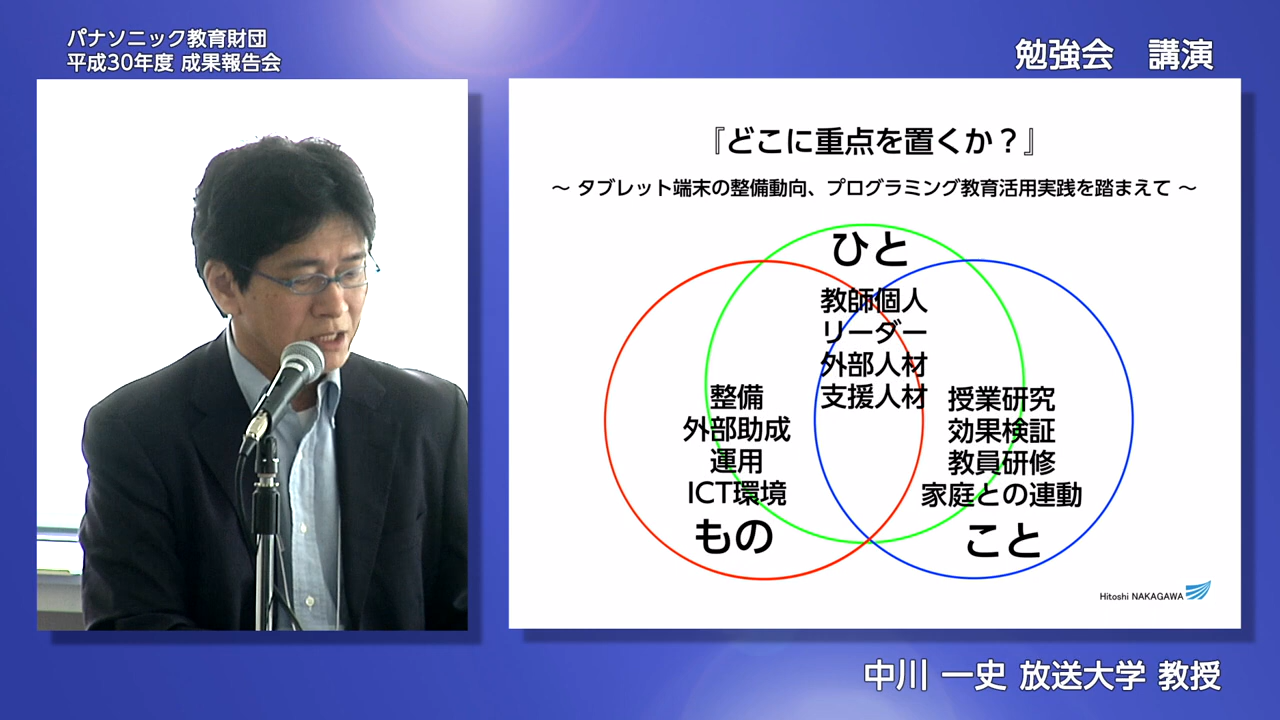 パナソニック教育財団
平成30年度 成果報告会
勉強会 講演
『どこに重点を置くか？』
～ タブレット端末の整備動向、プログラミング教育活用実践を踏まえて ～
ひと
教師個人
リーダー
外部人材
支援人材
整備
外部助成
運用
ICT環境
もの
授業研究
効果検証
教員研修
家庭との連動
こと
Hitoshi NAKAGAWA
中川 一史 放送大学 教授